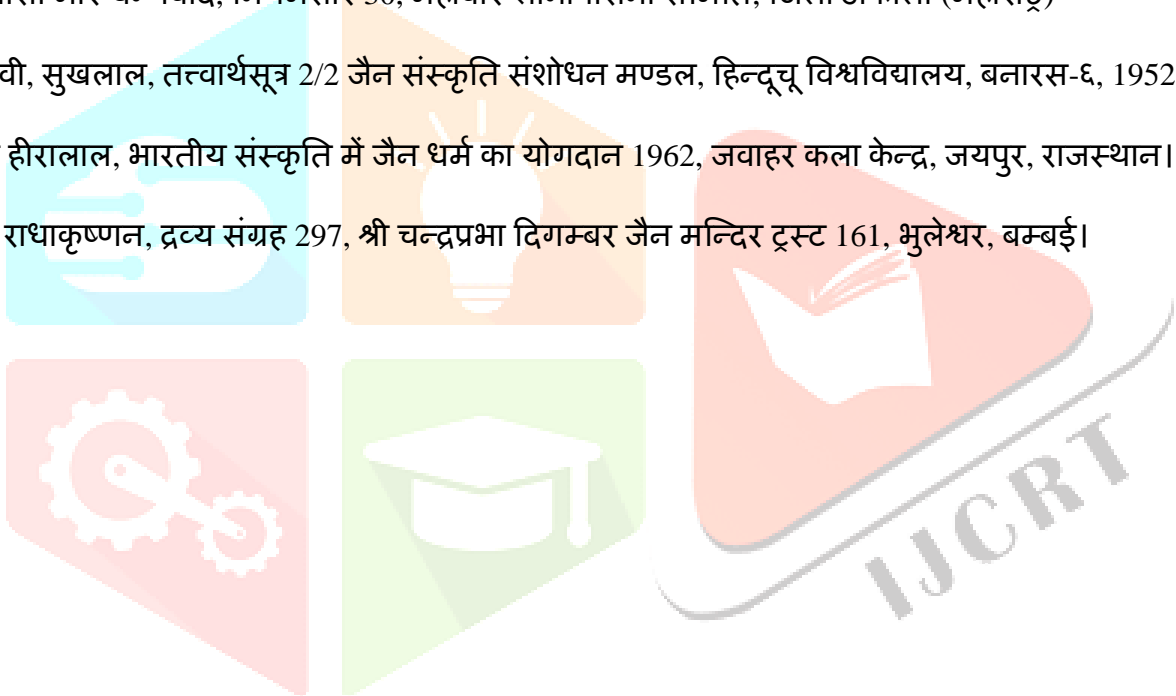 30,
वी, सुखलाल, तत्त्वार्थसूत्र 2/2 जैन संस्कृति संशोधन मण्डल, हिन्दूचू विश्वविद्यालय, बनारस-६, 1952
हीरालाल, भारतीय संस्कृति में जैन धर्म का योगदान 1962, जवाहर कला केन्द्र, जयपुर, राजस्थान।
राधाकृष्णन, द्रव्य संग्रह 297, श्री चन्द्रप्रभा दिगम्बर जैन मन्दिर ट्रस्ट 161, भुलेश्वर, बम्बई।
IJCRT